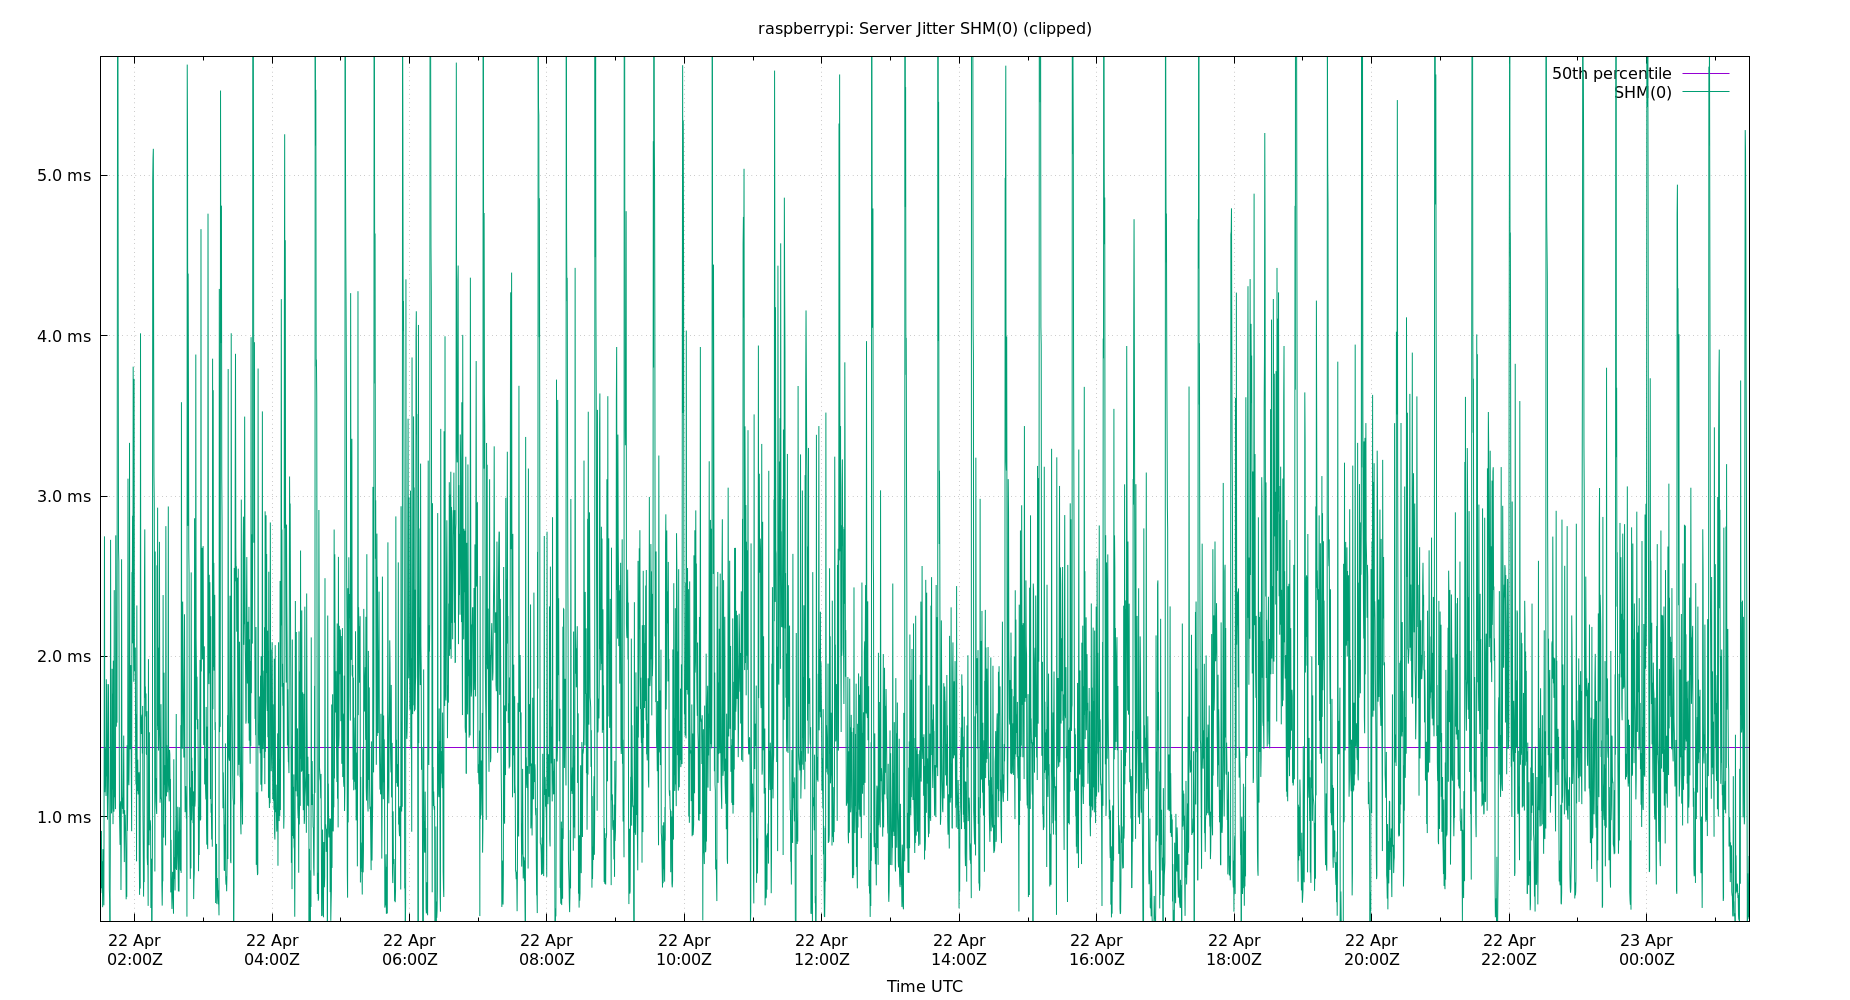 raspberrypi: Server Jitter SHM(0) (clipped)
50th percentile
SHM(0)
5.0 ms
4.0 ms
3.0 ms
2.0 ms
1.0 ms
22 Apr 22 Apr 22 Apr 22 Apr 22 Apr 22 Apr 22 Apr 22 Apr 22 Apr 22 Apr 22 Apr 23 Apr
02:00Z 04:00Z 06:00Z 08:00Z 10:00Z 12:00Z 14:00Z 16:00Z 18:00Z 20:00Z 22:00Z 00:00Z
Time UTC